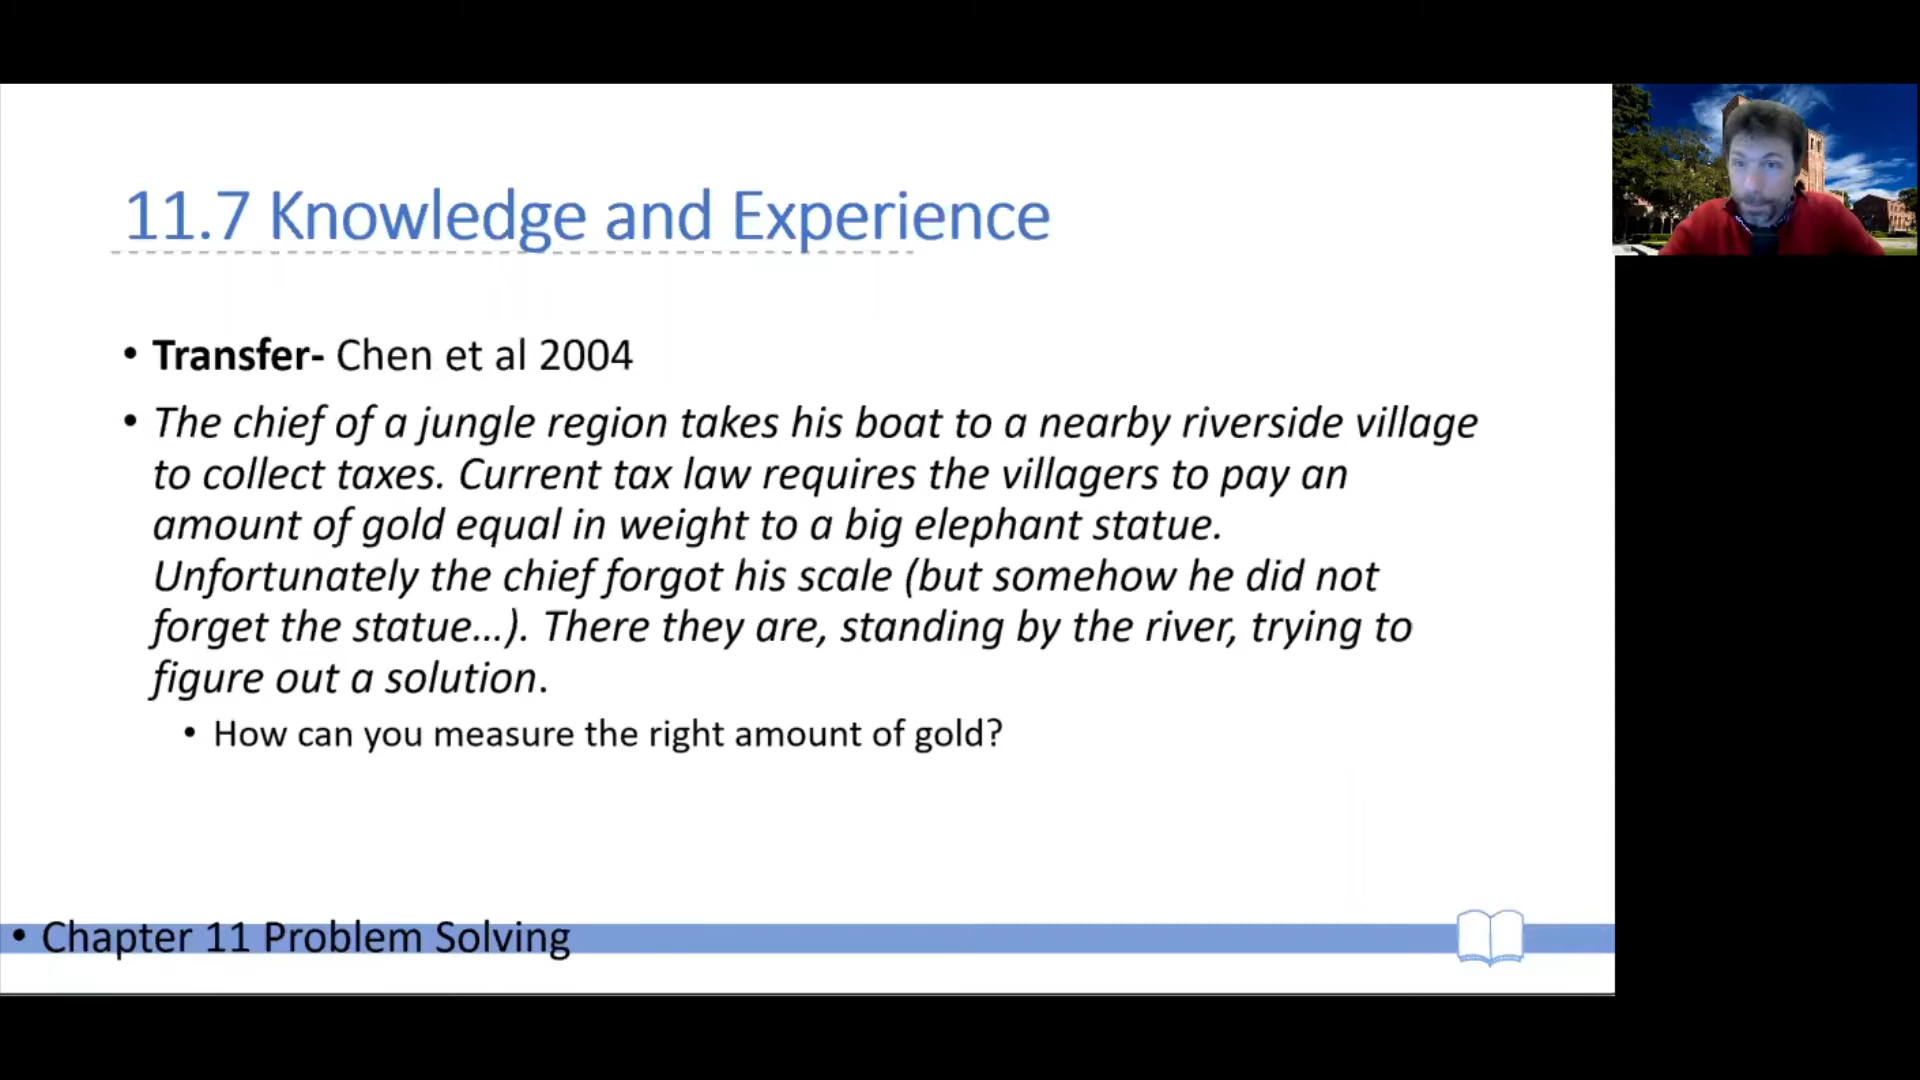 11.7 Knowledge and Experience
• Transfer- Chen et al 2004
• The chief of a jungle region takes his boat to a nearby riverside village
to collect taxes. Current tax law requires the villagers to pay an
amount of gold equal in weight to a big elephant statue.
Unfortunately the chief forgot his scale (but somehow he did not
forget the statue…). There they are, standing by the river, trying to
figure out a solution.
• How can you measure the right amount of gold?
• Chapter 11 Problem Solving